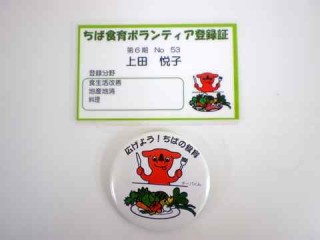 ちば食育ボランティア登録証
第6期 No 53
上田 悦子
登録分野
食生活改善
地産地消
料理
広げよう!ちばの食育